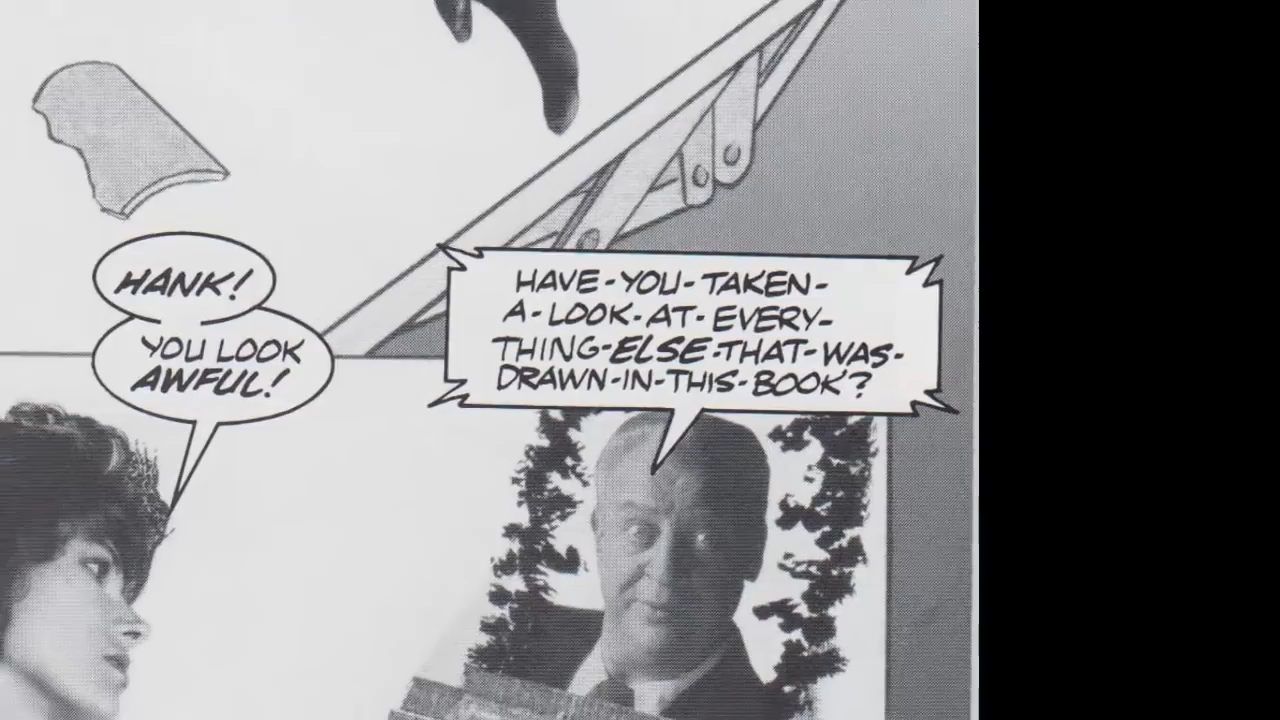 HANK!
YOU LOOK
AWFUL!
HAVE-YOU-TAKEN-
A-LOOK-AT-EVERY-
THING-ELSE-THAT-WAS-
DRAWN-IN-THIS-BOOK?